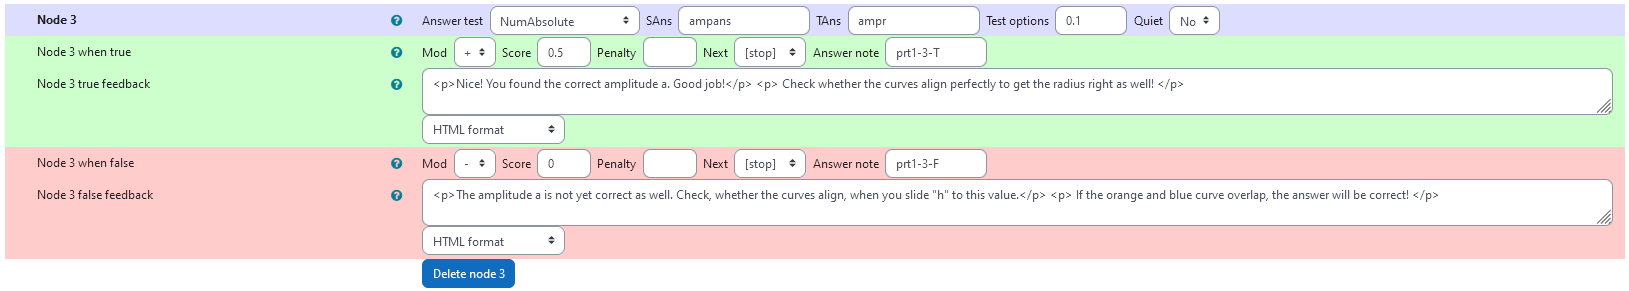 Node 3 Answer test NumAbsolute SAns ampans TAns ampr Test options 0.1 Quiet No
Node 3 when true Mod + Score 0.5 Penalty Next [stop] Answer note prt1-3-T
Node 3 true feedback <p>Nice! You found the correct amplitude a. Good job!</p> <p> Check whether the curves align perfectly to get the radius right as well! </p>
HTML format
Node 3 when false Mod - Score 0 Penalty Next [stop] Answer note prt1-3-F
Node 3 false feedback <p>The amplitude a is not yet correct as well. Check, whether the curves align, when you slide "h" to this value.</p> <p> If the orange and blue curve overlap, the answer will be correct! </p>
HTML format
Delete node 3